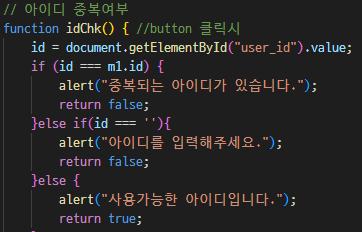 // 아이디 중복여부
function idChk() { //button 클릭시
    id = document.getElementById("user_id").value;
    if (id === m1.id) {
        alert("중복되는 아이디가 있습니다.");
        return false;
    }else if(id === ''){
        alert("아이디를 입력해주세요.");
        return false;
    }else {
        alert("사용가능한 아이디입니다.");
        return true;